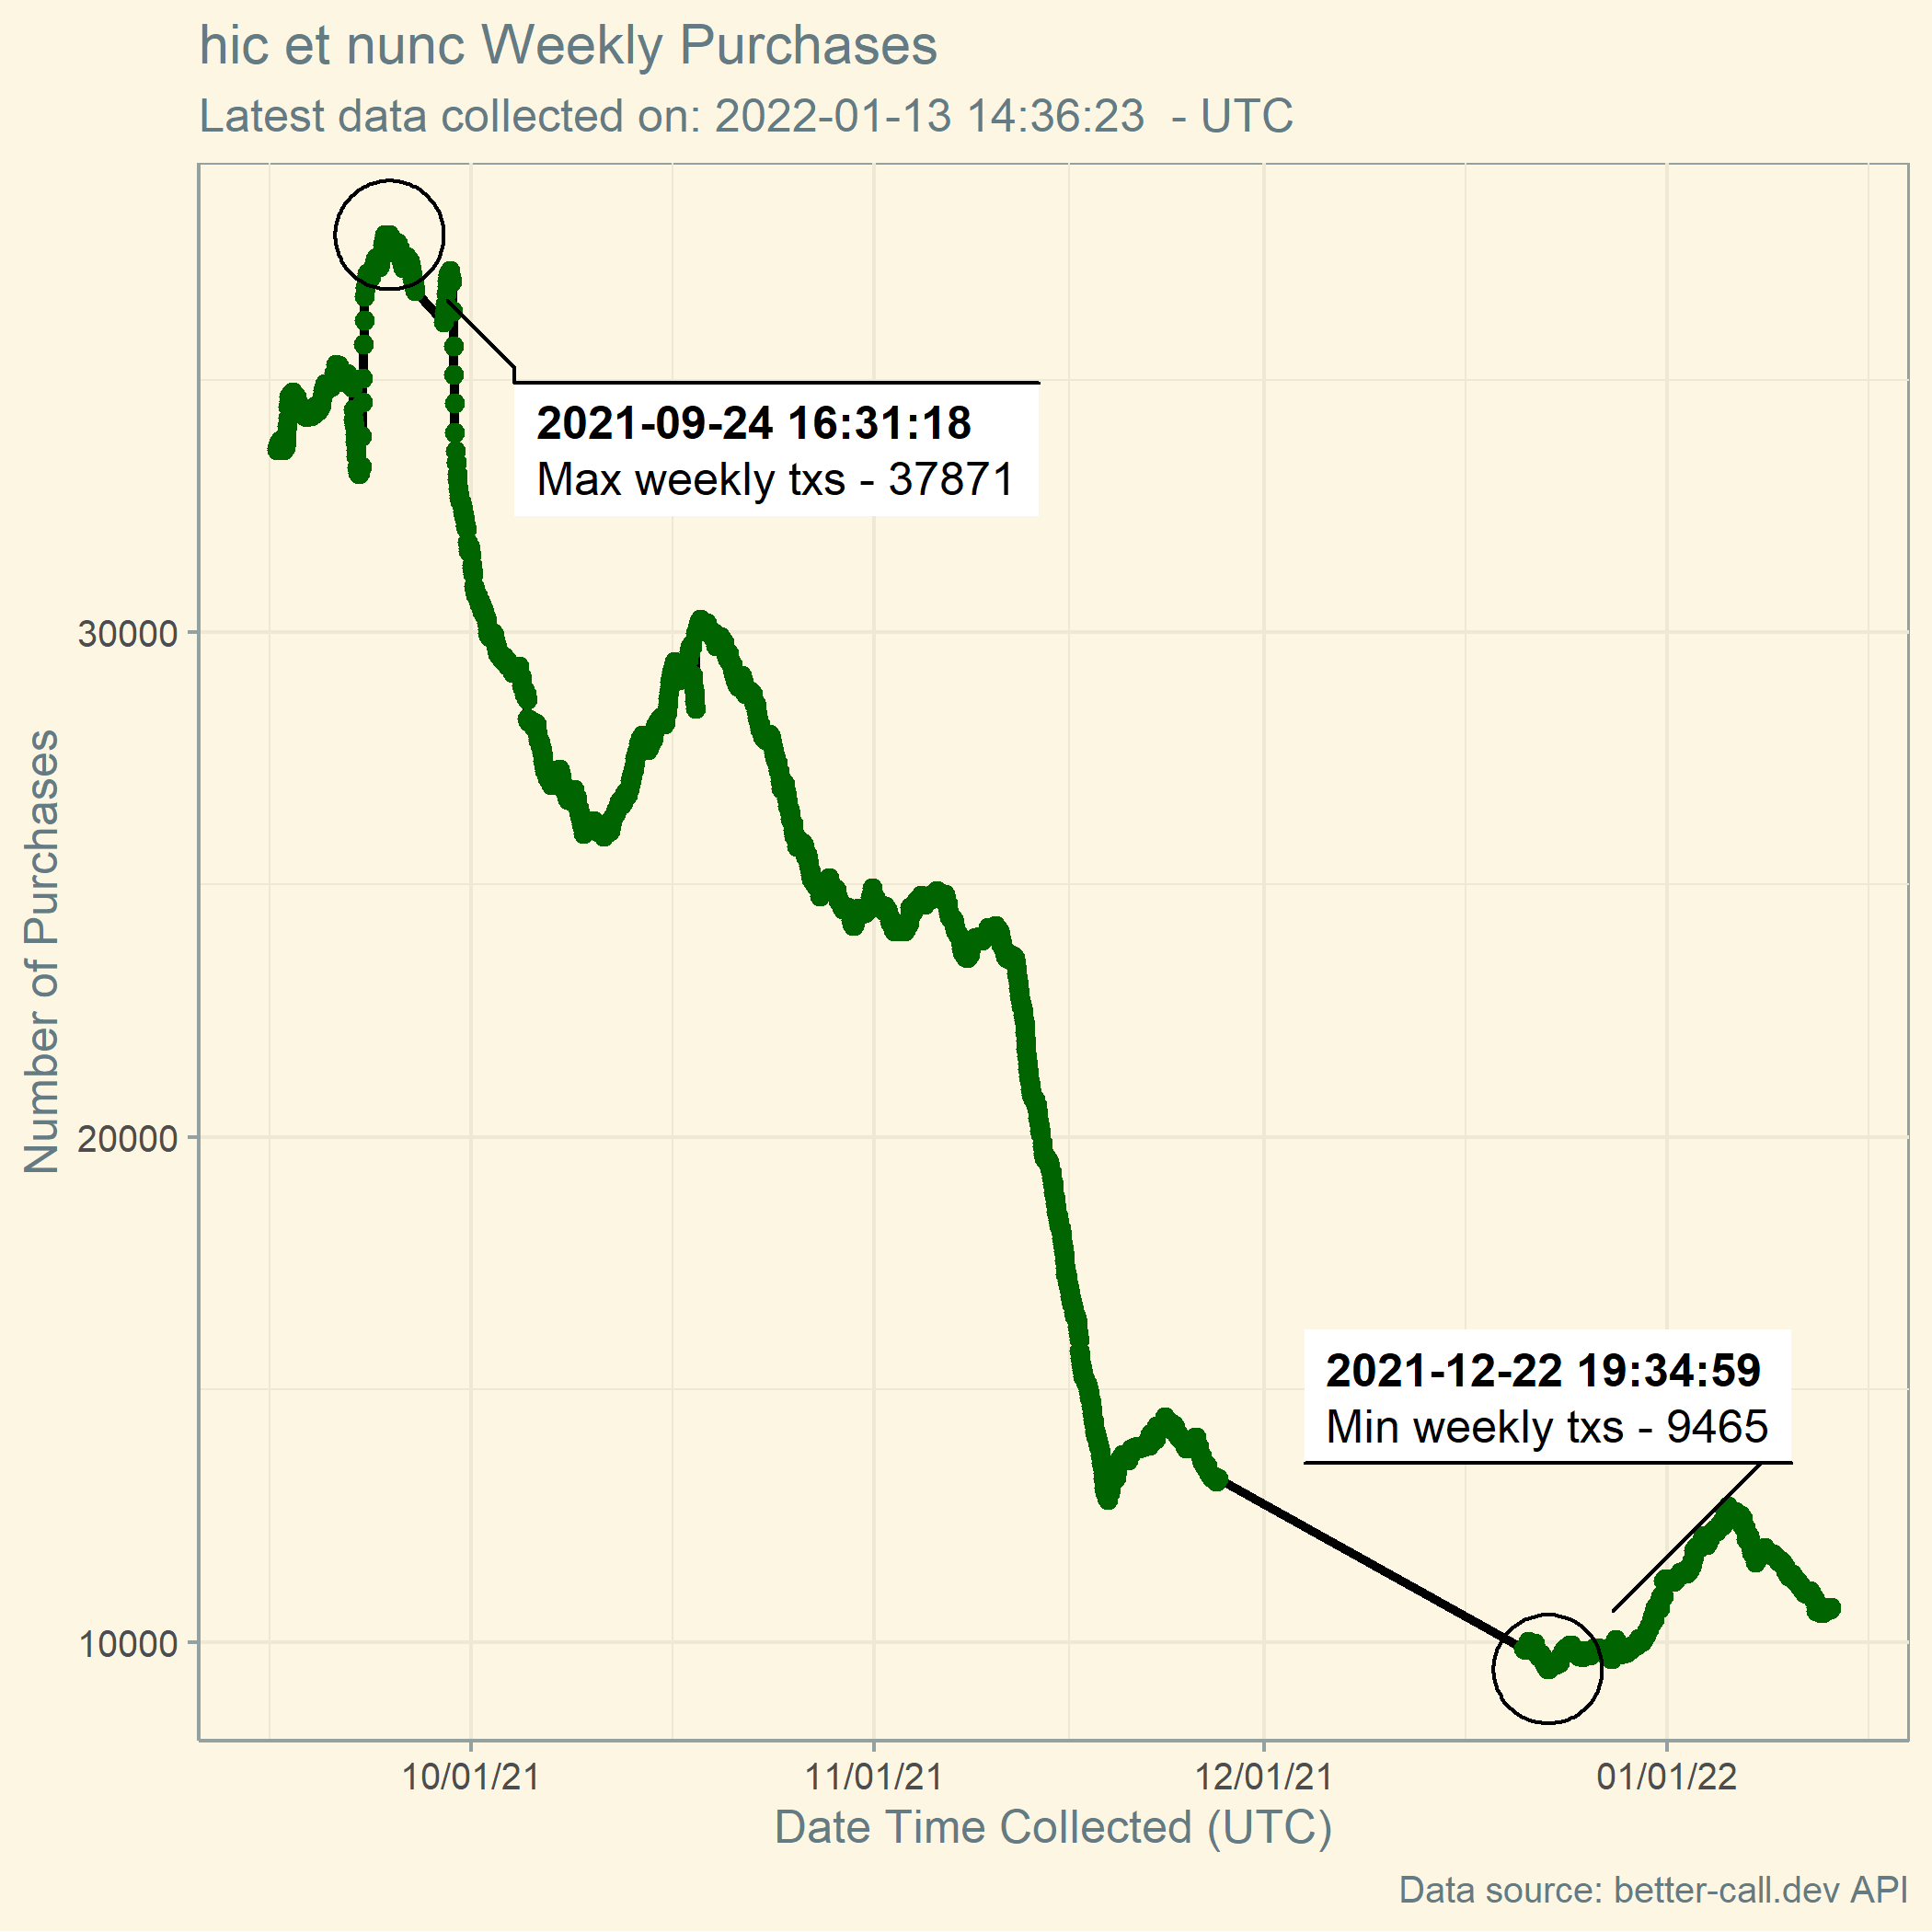 hic et nunc Weekly Purchases
Latest data collected on: 2022-01-13 14:36:23  - UTC
2021-09-24 16:31:18
Max weekly txs - 37871
30000
20000
10000
Number of Purchases
2021-12-22 19:34:59
Min weekly txs - 9465
10/01/21
11/01/21
12/01/21
01/01/22
Date Time Collected (UTC)
Data source: better-call.dev API